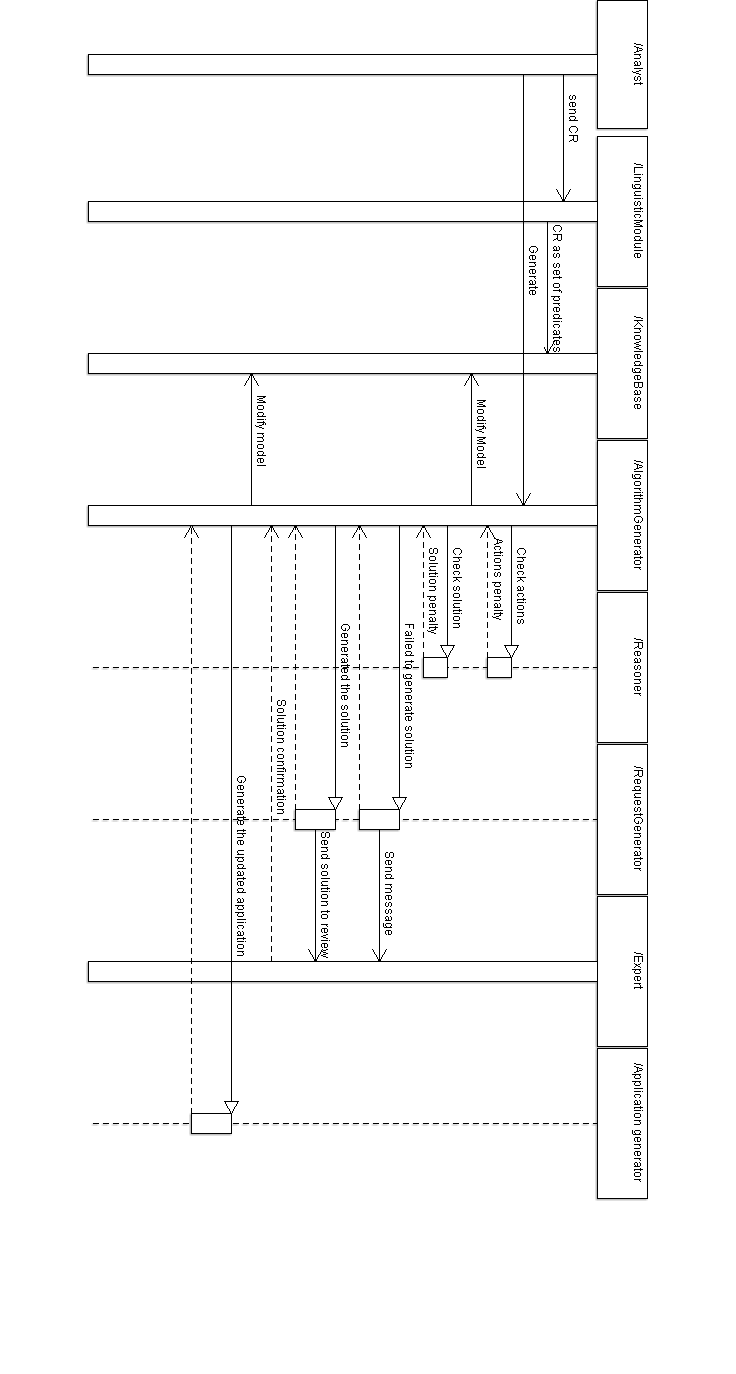 /Analyst
/LinguisticModule
/KnowledgeBase
/AlgorithmGenerator
/Reasoner
/RequestGenerator
/Expert
/Application generator
send CR
CR as set of predicates
Generate
Check actions
Actions penalty
Modify Model
Check solution
Solution penalty
Failed to generate solution
Send message
Generated the solution
Send solution to review
Solution confirmation
Modify model
Generate the updated application